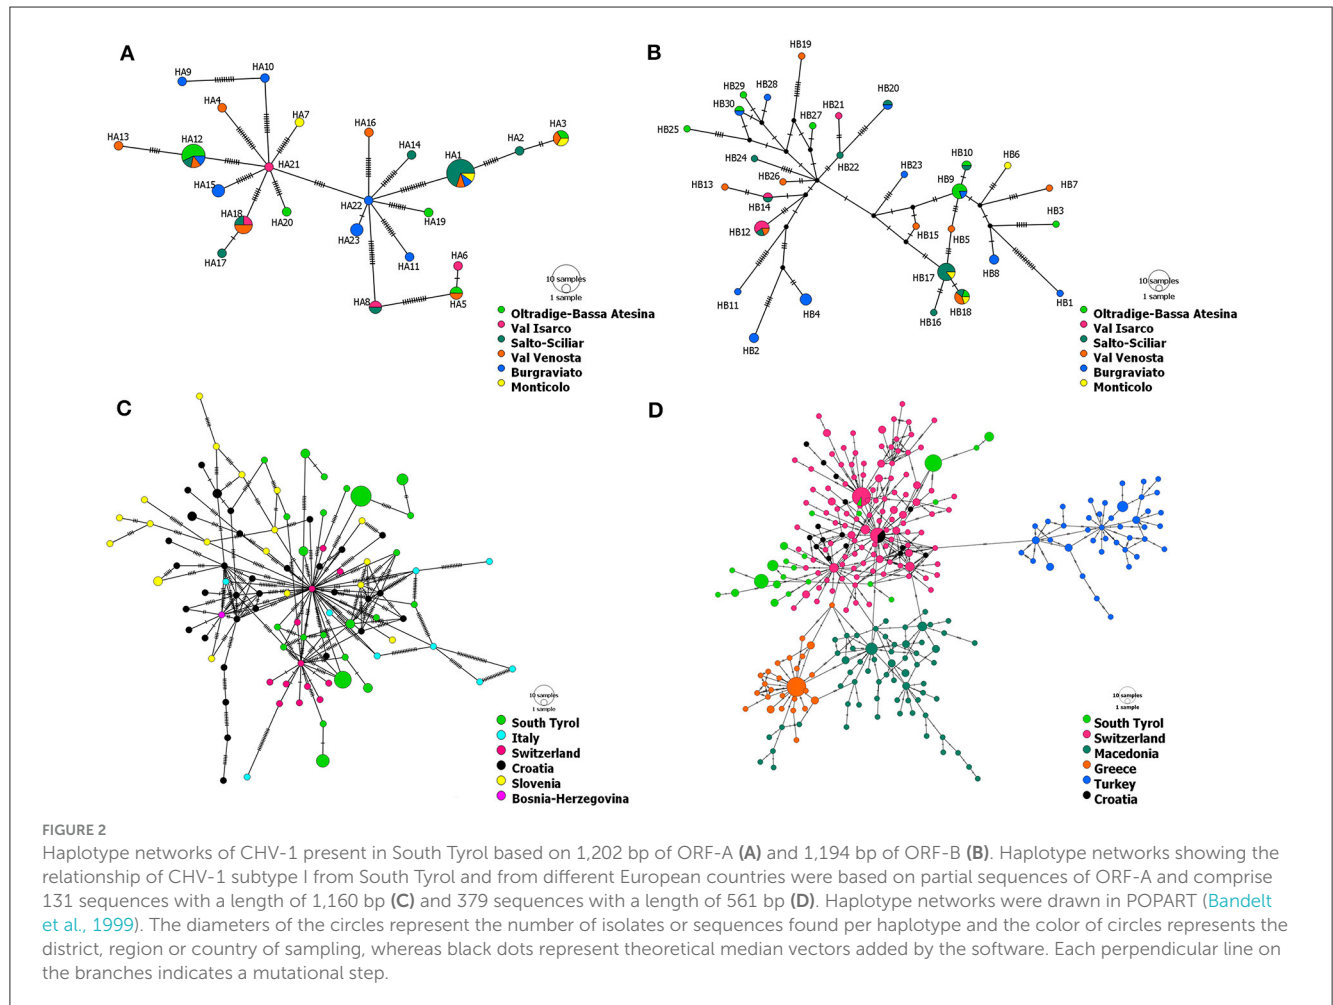 A
HA9
HA10
HA4
HA7
HA13
HA12
HA21
HA15
HA18
HA20
HA17
HA16
HA14
HA1
HA2
HA3
HA22
HA19
HA23
HA11
HA6
HA8
HA5
10 samples
1 sample
Oltradige-Bassa Atesina
Val Isarco
Salto-Sciliar
Val Venosta
Burgraviato
Monticolo
B
HB19
HB29
HB28
HB30
HB27
HB21
HB20
HB25
HB24
HB22
HB26
HB13
HB14
HB12
HB23
HB10
HB9
HB6
HB7
HB3
HB15
HB5
HB17
HB8
HB1
HB11
HB4
HB2
HB16
HB18
10 samples
1 sample
Oltradige-Bassa Atesina
Val Isarco
Salto-Sciliar
Val Venosta
Burgraviato
Monticolo
C
10 samples
1 sample
South Tyrol
Italy
Switzerland
Croatia
Slovenia
Bosnia-Herzegovina
D
10 samples
1 sample
South Tyrol
Switzerland
Macedonia
Greece
Turkey
Croatia
FIGURE 2
Haplotype networks of CHV-1 present in South Tyrol based on 1,202 bp of ORF-A (A) and 1,194 bp of ORF-B (B). Haplotype networks showing the
relationship of CHV-1 subtype I from South Tyrol and from different European countries were based on partial sequences of ORF-A and comprise
131 sequences with a length of 1,160 bp (C) and 379 sequences with a length of 561 bp (D). Haplotype networks were drawn in POPART (Bandelt
et al., 1999). The diameters of the circles represent the number of isolates or sequences found per haplotype and the color of circles represents the
district, region or country of sampling, whereas black dots represent theoretical median vectors added by the software. Each perpendicular line on
the branches indicates a mutational step.